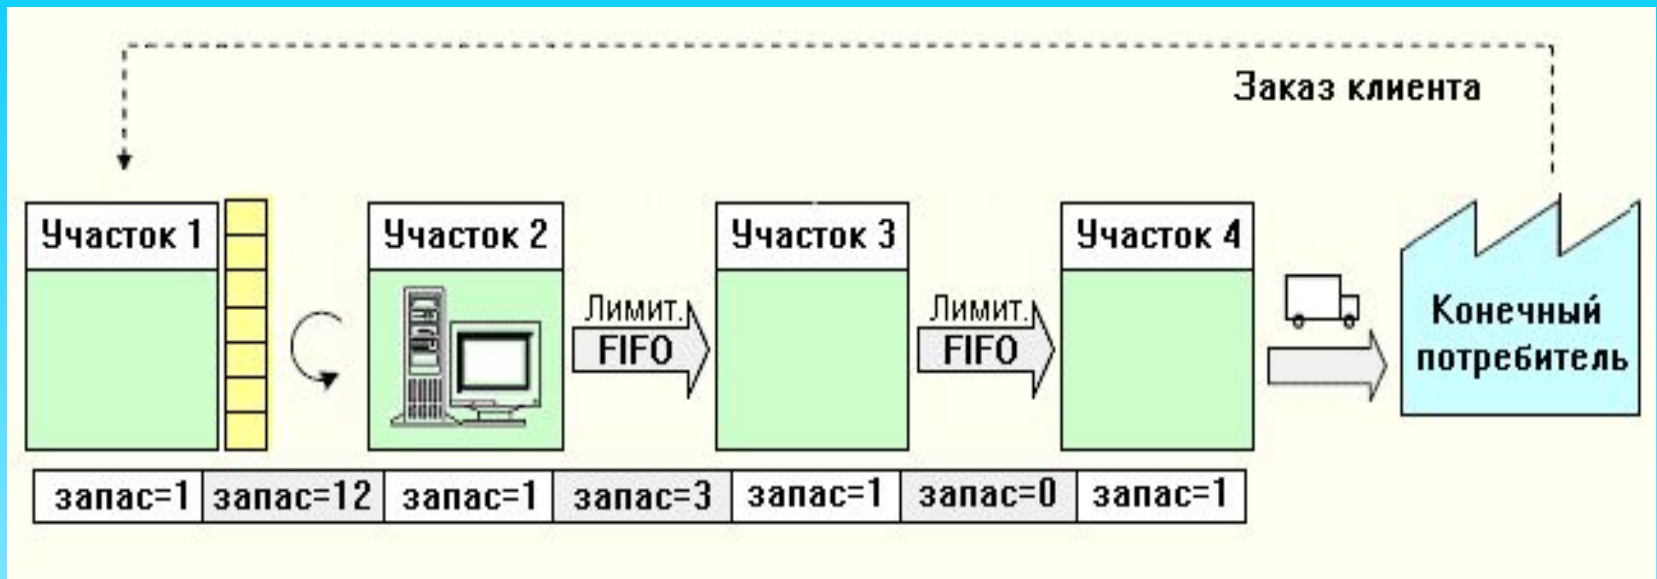 Заказ клиента
Участок 1
Участок 2
Участок 3
Участок 4
Лимит.
FIFO
Лимит.
FIFO
Конечный
потребитель
запас=1 запас=12 запас=1 запас=3 запас=1 запас=0 запас=1